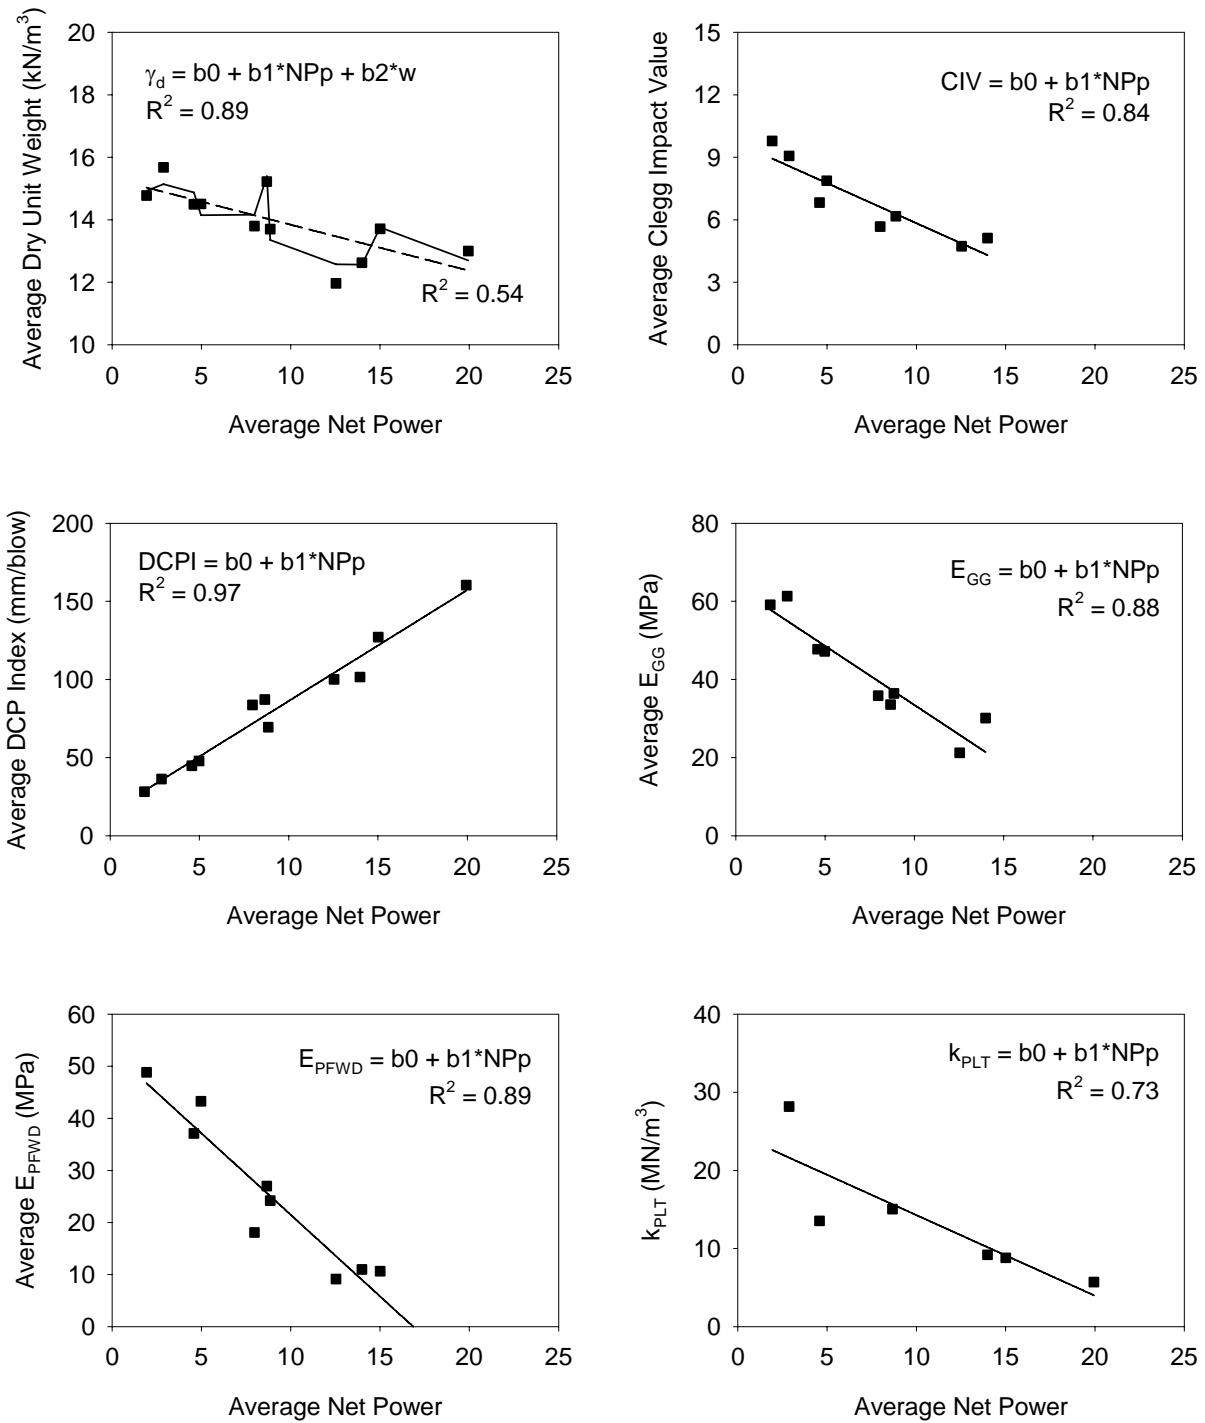 Average Dry Unit Weight (kN/m³)
20
18
16
14
12
10
γd = b0 + b1*NPp + b2*w
R² = 0.89
R² = 0.54
0 5 10 15 20 25
Average Net Power
Average Clegg Impact Value
15
12
9
6
3
0
CIV = b0 + b1*NPp
R² = 0.84
0 5 10 15 20 25
Average Net Power
Average DCP Index (mm/blow)
200
150
100
50
0
DCPI = b0 + b1*NPp
R² = 0.97
0 5 10 15 20 25
Average Net Power
Average EGG (MPa)
80
60
40
20
0
EGG = b0 + b1*NPp
R² = 0.88
0 5 10 15 20 25
Average Net Power
Average EPFWD (MPa)
60
50
40
30
20
10
0
EPFWD = b0 + b1*NPp
R² = 0.89
0 5 10 15 20 25
Average Net Power
kPLT (MN/m³)
40
30
20
10
0
kPLT = b0 + b1*NPp
R² = 0.73
0 5 10 15 20 25
Average Net Power